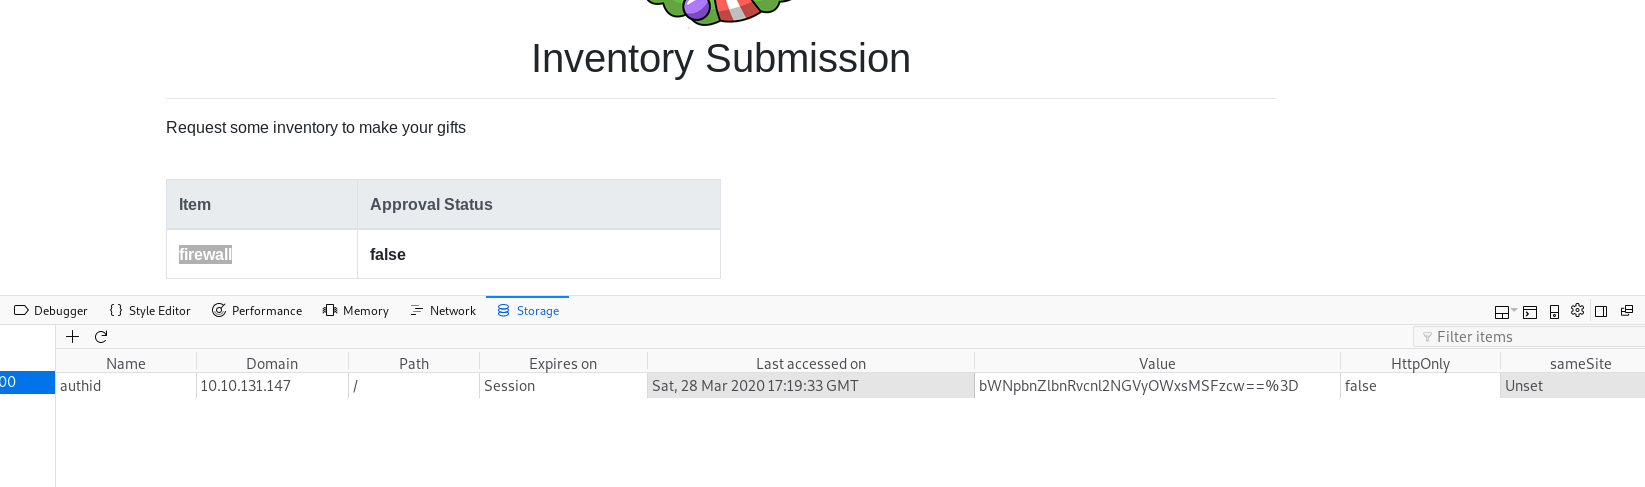 Inventory Submission
Request some inventory to make your gifts
Item Approval Status
firewall false
Debugger {} Style Editor Performance Memory Network Storage
+ Filter items
Name Domain Path Expires on Last accessed on Value HttpOnly sameSite
00 authid 10.10.131.147 / Session Sat, 28 Mar 2020 17:19:33 GMT bWNpbnZlbnRvcnl2NGVyOWxsMSFzcw==%3D false Unset